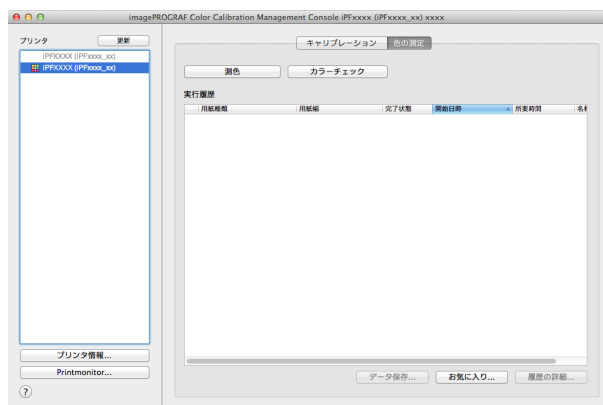 imagePROGRAF Color Calibration Management Console iPFxxxx (iPFxxxx_xx) xxxx
プリンタ 更新
iPFXXXX (iPFxxxx_xx)
iPFXXXX (iPFxxxx_xx)
プリンタ情報...
Printmonitor...
?
キャリブレーション 色の測定
測色 カラーチェック
実行履歴
用紙種類 用紙幅 完了状態 開始日時 所要時間 名称
データ保存... お気に入り... 履歴の詳細...